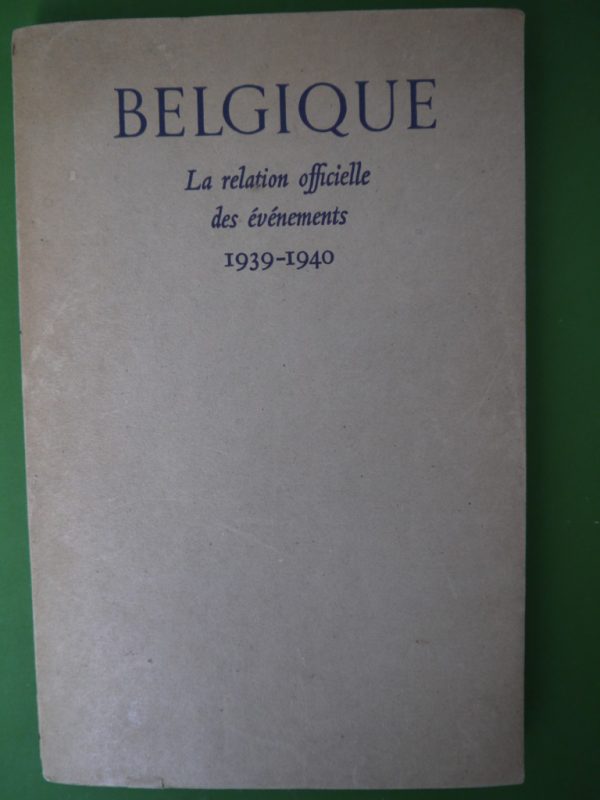 BELGIQUE
La relation officielle
des événements
1939-1940